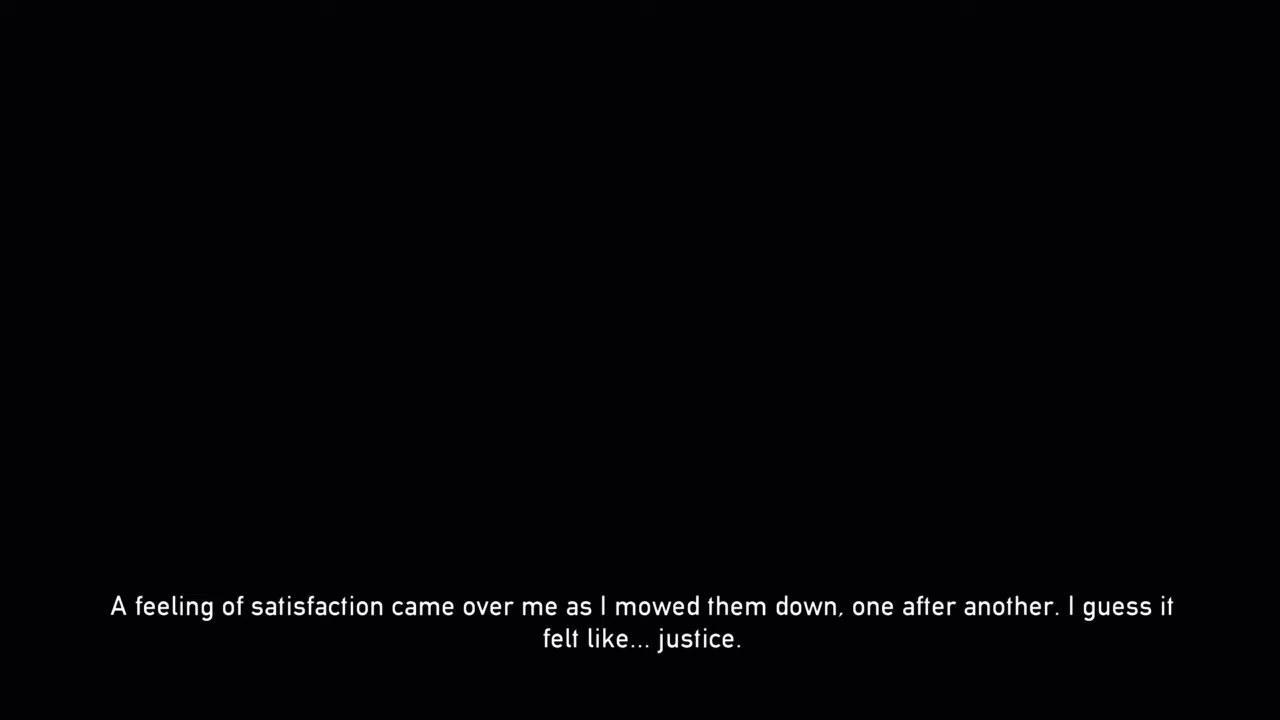 A feeling of satisfaction came over me as I mowed them down, one after another. I guess it
felt like... justice.